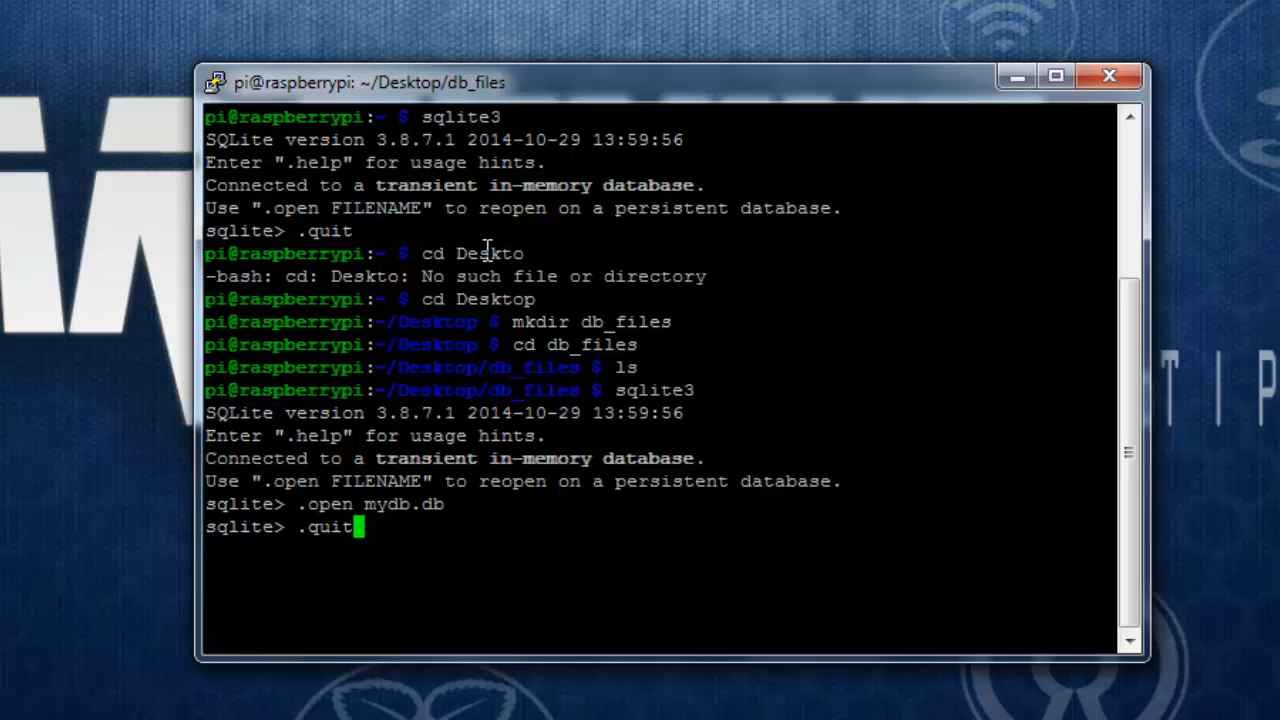 pi@raspberrypi: ~/Desktop/db_files
pi@raspberrypi:~ $ sqlite3
SQLite version 3.8.7.1 2014-10-29 13:59:56
Enter ".help" for usage hints.
Connected to a transient in-memory database.
Use ".open FILENAME" to reopen on a persistent database.
sqlite> .quit
pi@raspberrypi:~ $ cd Deskto
-bash: cd: Deskto: No such file or directory
pi@raspberrypi:~ $ cd Desktop
pi@raspberrypi:~/Desktop $ mkdir db_files
pi@raspberrypi:~/Desktop $ cd db_files
pi@raspberrypi:~/Desktop/db_files $ ls
pi@raspberrypi:~/Desktop/db_files $ sqlite3
SQLite version 3.8.7.1 2014-10-29 13:59:56
Enter ".help" for usage hints.
Connected to a transient in-memory database.
Use ".open FILENAME" to reopen on a persistent database.
sqlite> .open mydb.db
sqlite> .quit